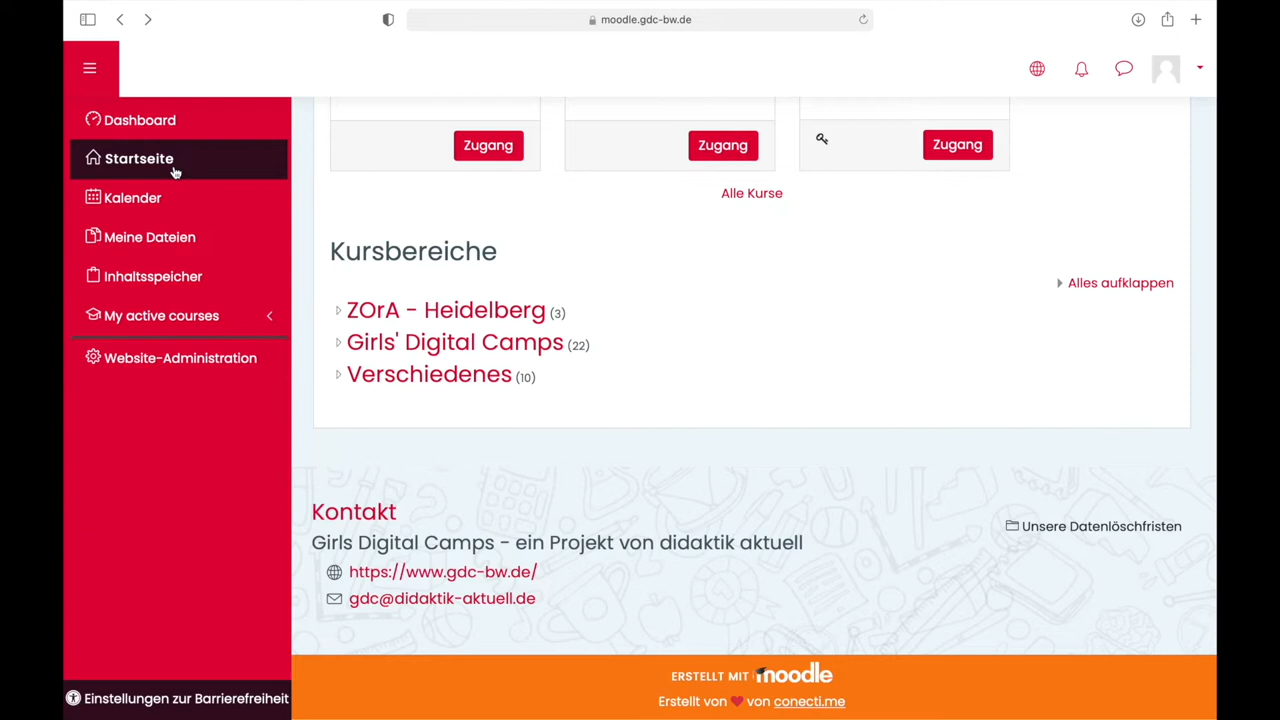 moodle.gdc-bw.de
Dashboard
Startseite
Kalender
Meine Dateien
Inhaltsspeicher
My active courses
Website-Administration
Einstellungen zur Barrierefreiheit
Zugang
Zugang
Zugang
Alle Kurse
Kursbereiche
Alles aufklappen
ZOrA - Heidelberg (3)
Girls' Digital Camps (22)
Verschiedenes (10)
Kontakt
Girls Digital Camps - ein Projekt von didaktik aktuell
https://www.gdc-bw.de/
gdc@didaktik-aktuell.de
Unsere Datenlöschfristen
ERSTELLT MIT moodle
Erstellt von ❤ von conecti.me